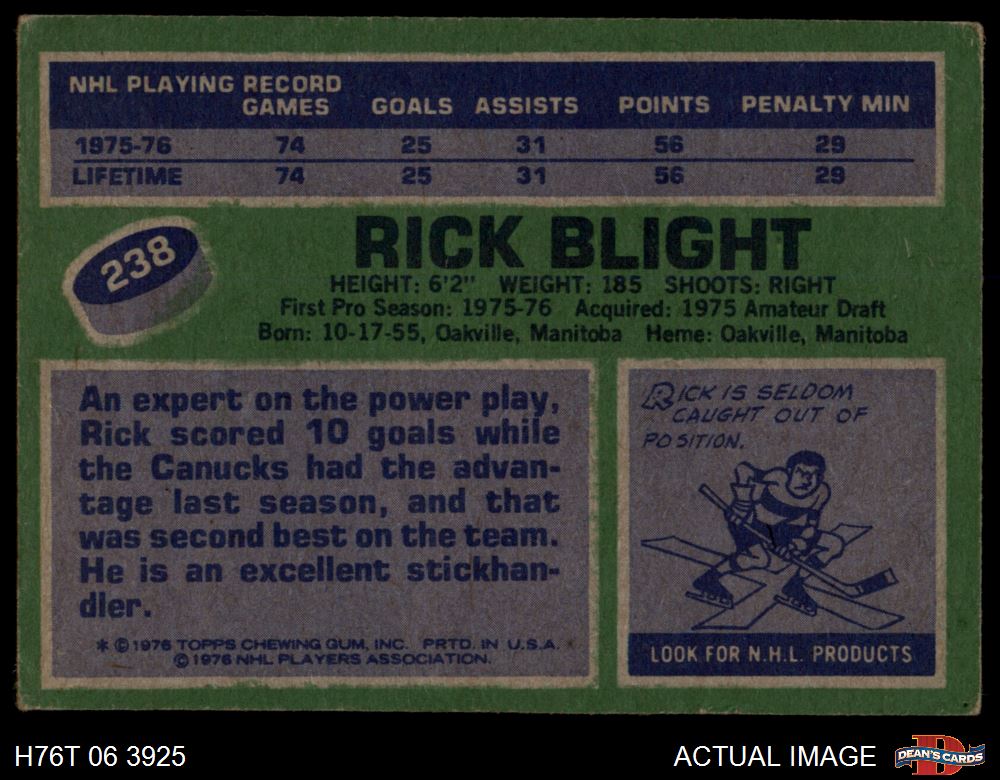 NHL PLAYING RECORD
GAMES GOALS ASSISTS POINTS PENALTY MIN
1975-76 74 25 31 56 29
LIFETIME 74 25 31 56 29
238
RICK BLIGHT
HEIGHT: 6'2" WEIGHT: 185 SHOOTS: RIGHT
First Pro Season: 1975-76 Acquired: 1975 Amateur Draft
Born: 10-17-55, Oakville, Manitoba Heme: Oakville, Manitoba
An expert on the power play,
Rick scored 10 goals while
the Canucks had the advan-
tage last season, and that
was second best on the team.
He is an excellent stickhan-
dler.
* © 1976 TOPPS CHEWING GUM, INC. PRTD. IN U.S.A.
© 1976 NHL PLAYERS ASSOCIATION.
RICK IS SELDOM
CAUGHT OUT OF
POSITION.
LOOK FOR N.H.L. PRODUCTS
H76T 06 3925
ACTUAL IMAGE
D
DEAN'S CARDS